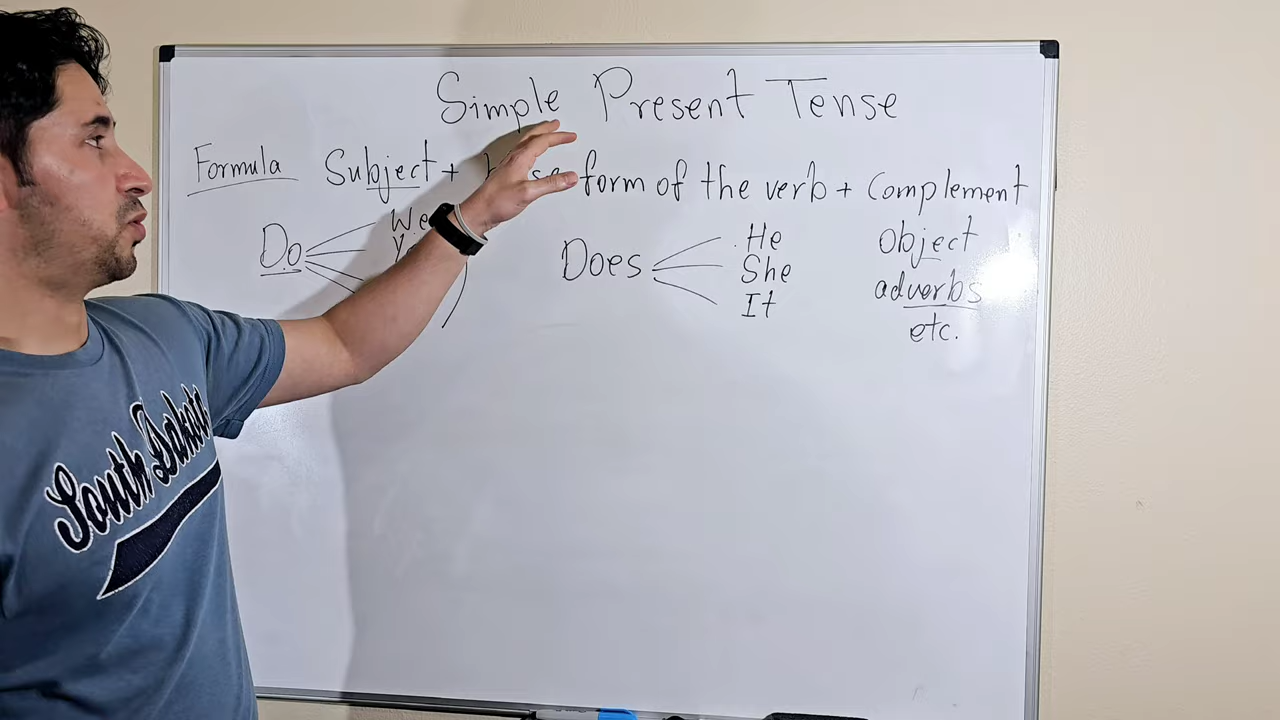 Simple Present Tense
Formula Subject + form of the verb + Complement
Do We
Does He
She
It
object
adverbs
etc.
South Dakota